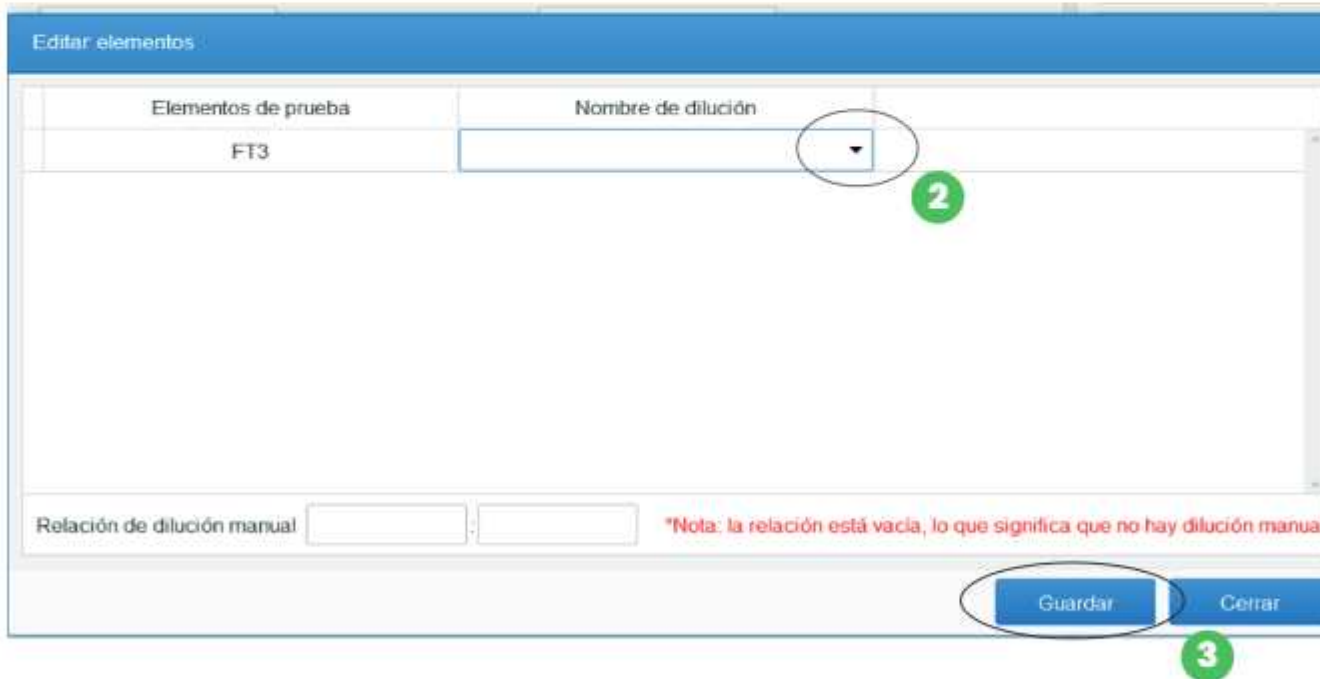 Editar elementos
Elementos de prueba Nombre de dilución
FT3
2
Relación de dilución manual : *Nota: la relación está vacía, lo que significa que no hay dilución manua
Guardar Cerrar
3